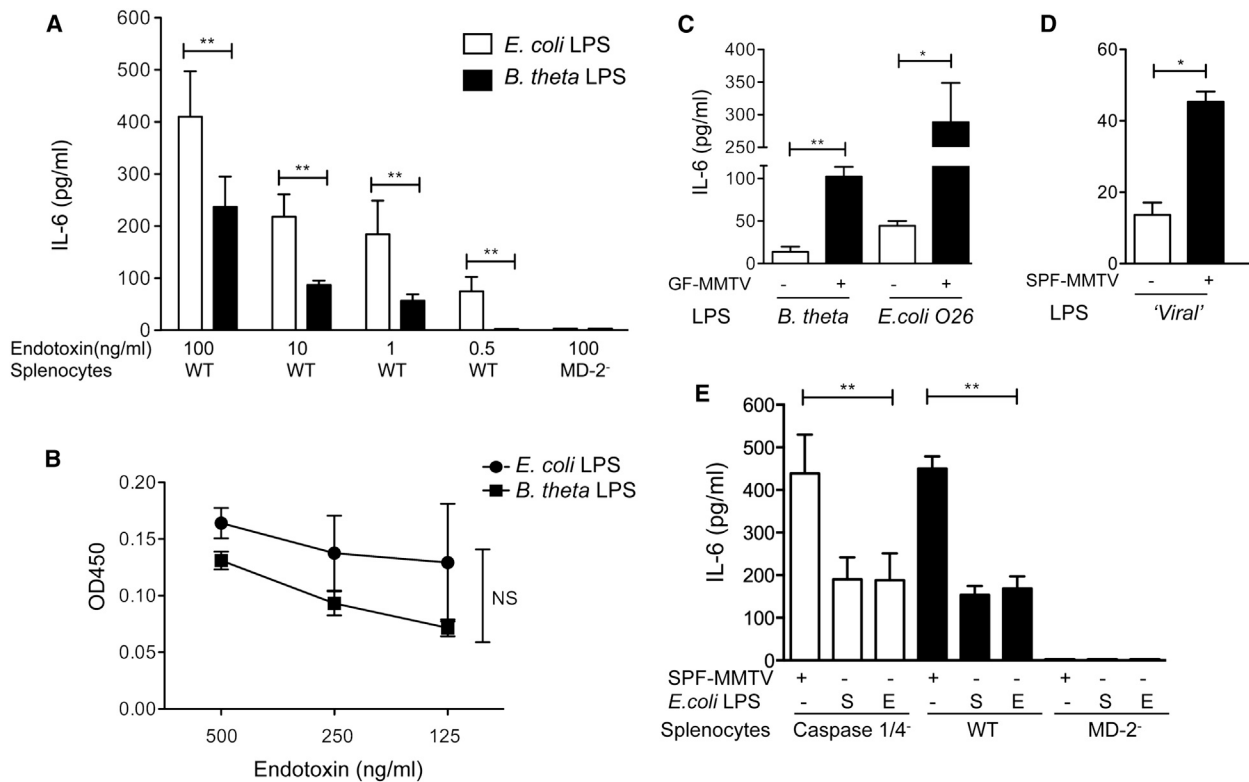 A
600
500
400
300
200
100
0
IL-6 (pg/ml)
** ** ** **
E. coli LPS
B. theta LPS
Endotoxin(ng/ml) 100 10 1 0.5 100
Splenocytes WT WT WT WT MD-2-
B
E. coli LPS
B. theta LPS
0.20
0.15
0.10
0.05
0.00
OD450
NS
500 250 125
Endotoxin (ng/ml)
C
400
350
300
250
100
50
0
IL-6 (pg/ml)
** *
GF-MMTV - + - +
LPS B. theta E.coli O26
D
60
40
20
0
*
SPF-MMTV - +
LPS ‘Viral’
E
600
500
400
300
200
100
0
IL-6 (pg/ml)
** **
SPF-MMTV + - - + - - + - -
E.coli LPS - S E - S E - S E
Splenocytes Caspase 1/4- WT MD-2-